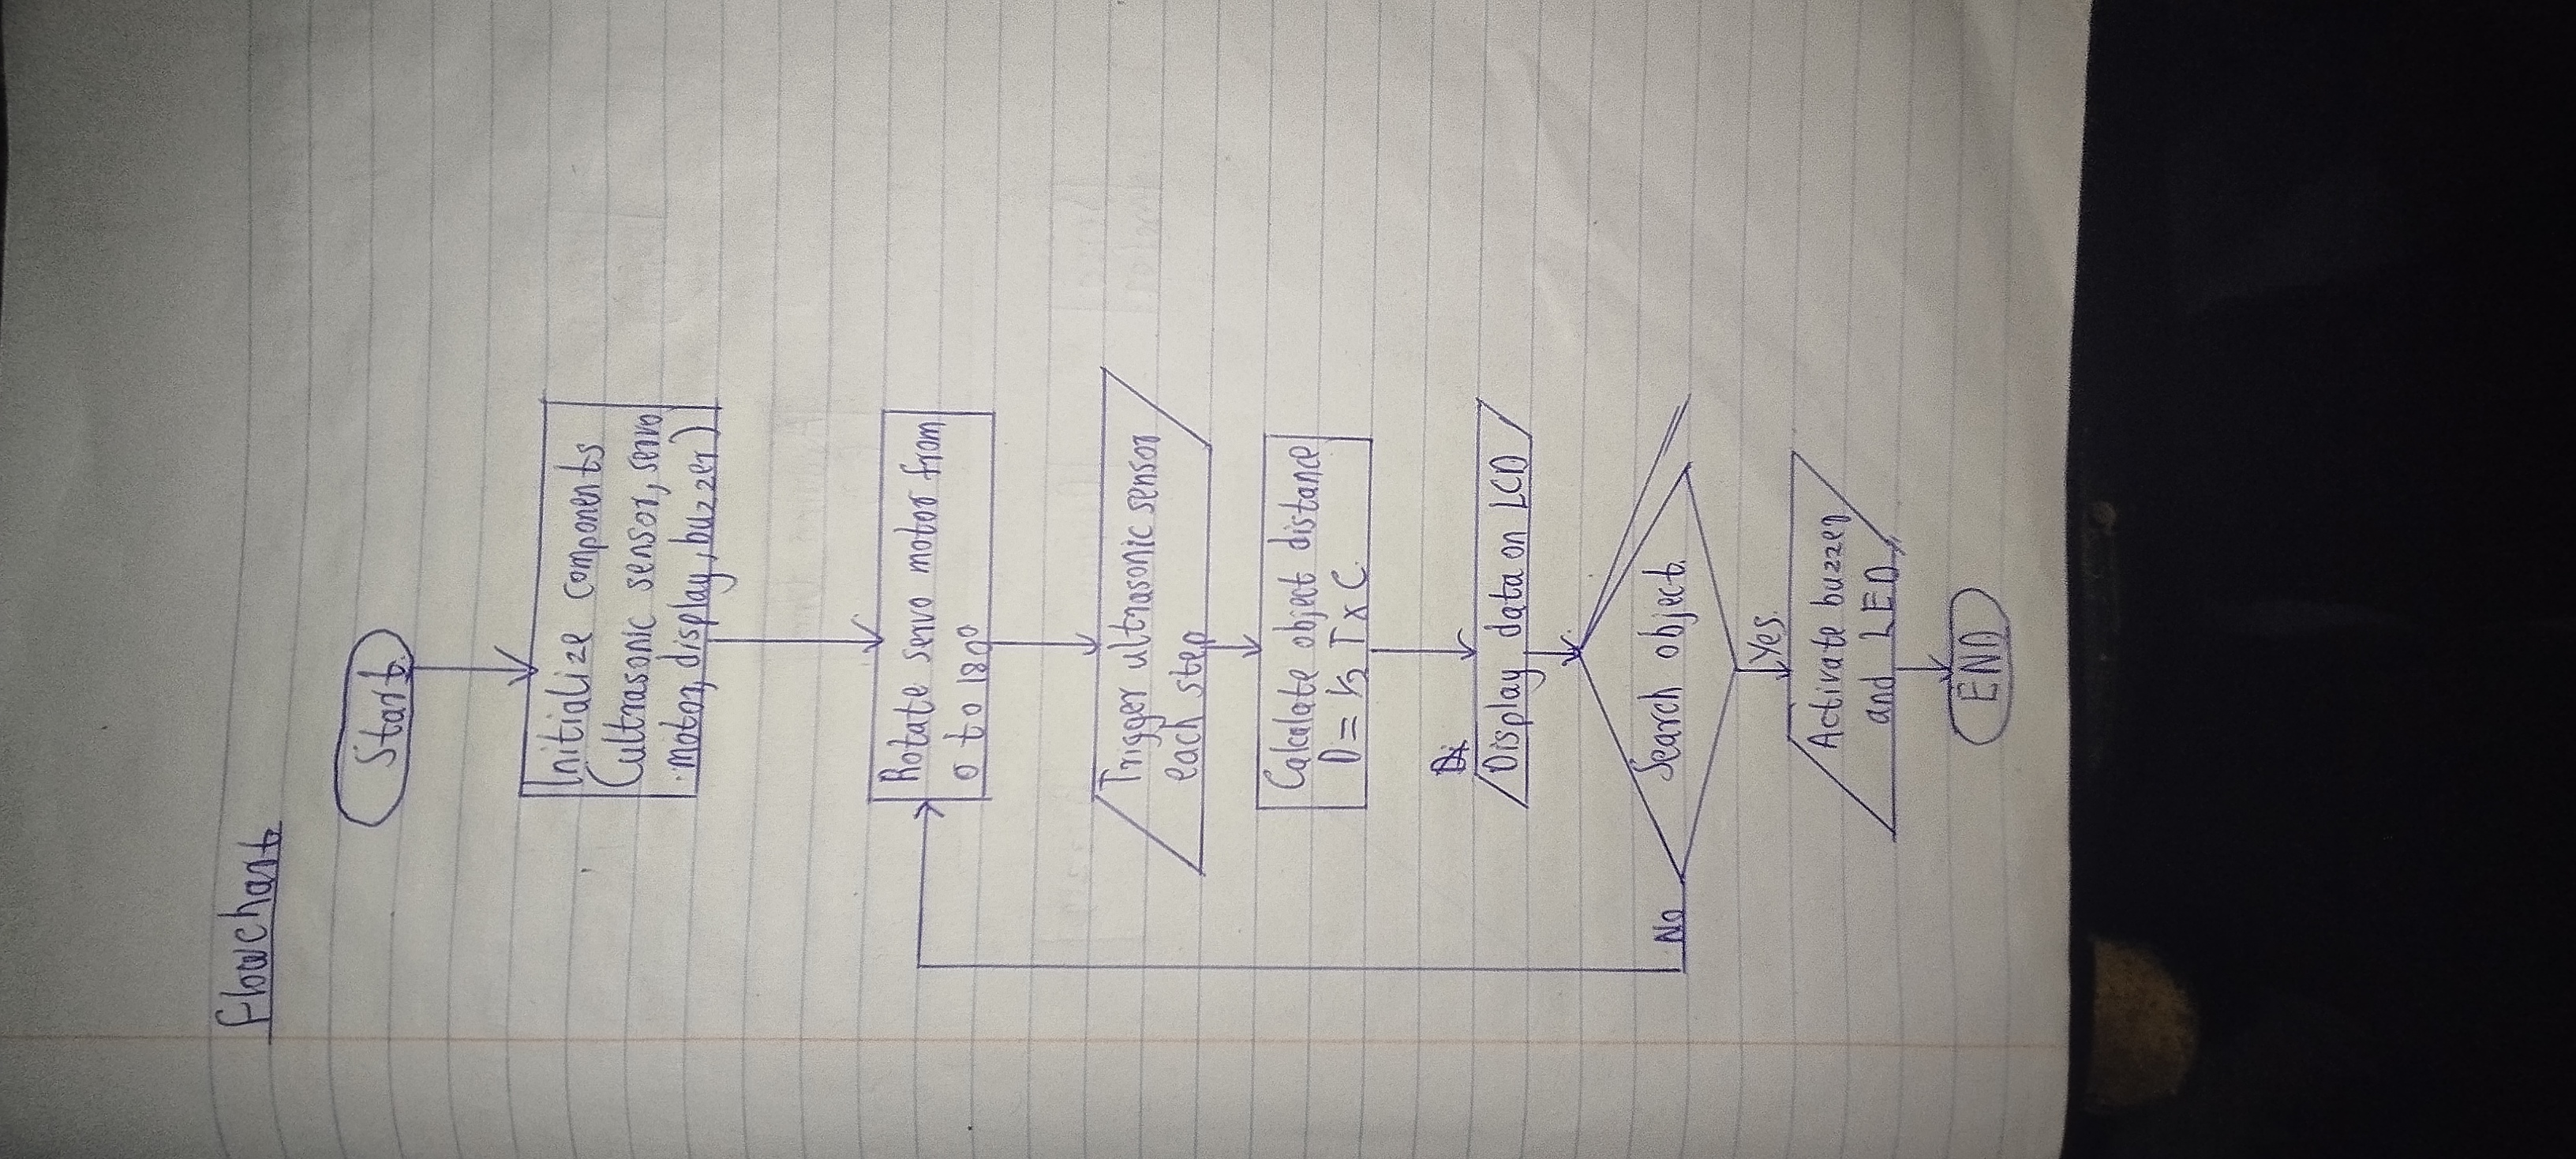 Flowchart
Start
Initialize components
(ultrasonic sensor, servo
motor, display, buzzer)
Rotate servo motor from
0 to 180°
Trigger ultrasonic sensor
each step
Calculate object distance
D = ½ T x C
Display data on LCD
Search object
No
Yes
Activate buzzer
and LED
END